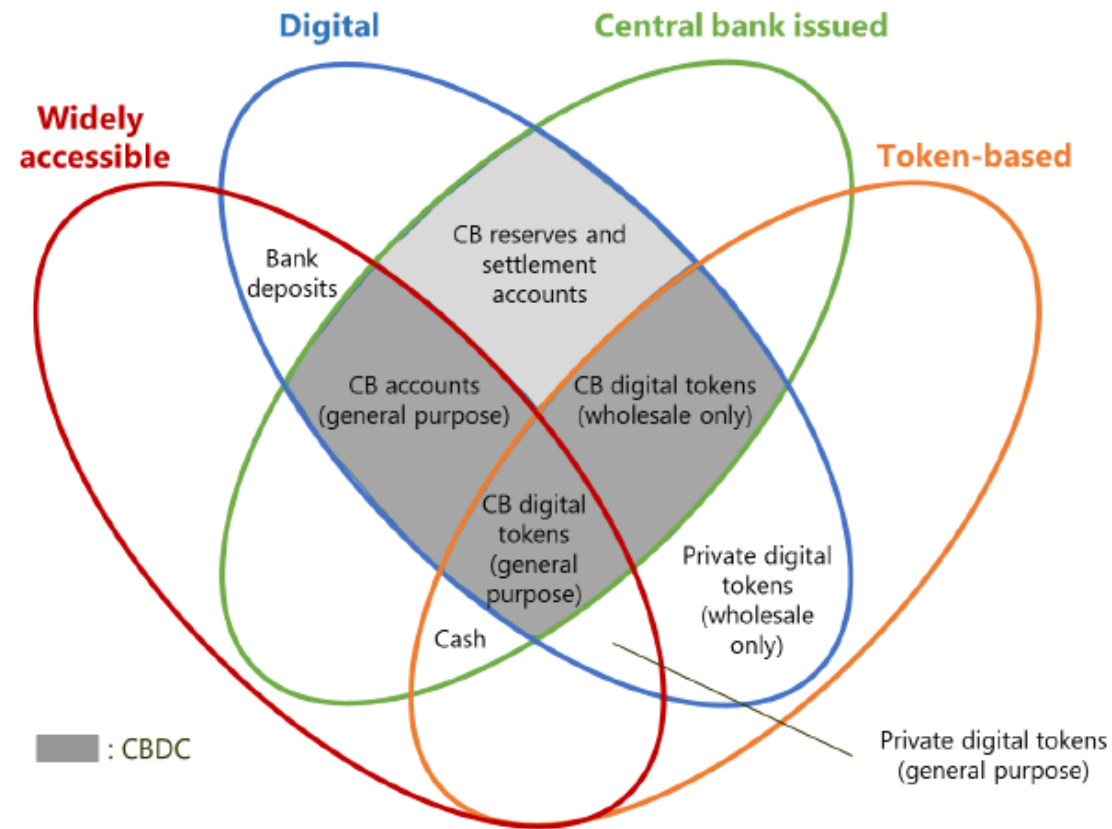 Digital
Central bank issued
Widely
accessible
Token-based
CB reserves and
settlement
accounts
Bank
deposits
CB accounts
(general purpose)
CB digital tokens
(wholesale only)
CB digital
tokens
(general
purpose)
Private digital
tokens
(wholesale
only)
Cash
: CBDC
Private digital tokens
(general purpose)